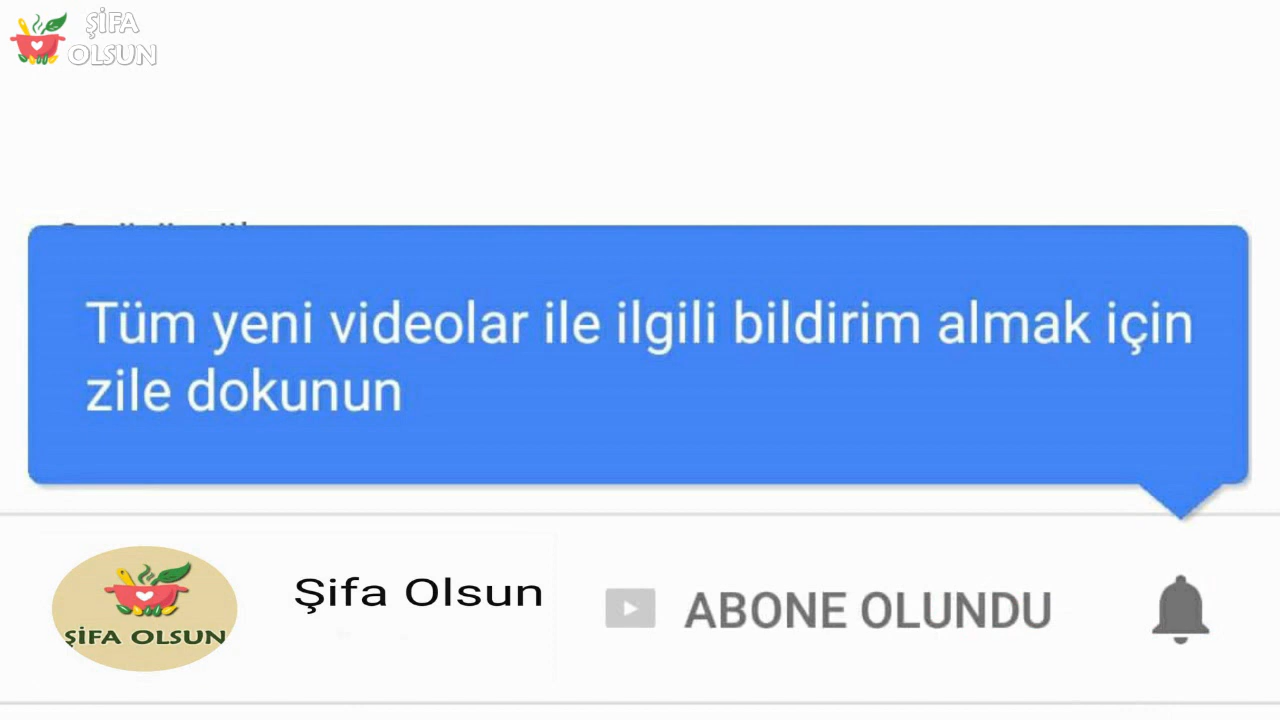 ŞİFA
OLSUN
Tüm yeni videolar ile ilgili bildirim almak için
zile dokunun
Şifa Olsun
ABONE OLUNDU
ŞİFA OLSUN